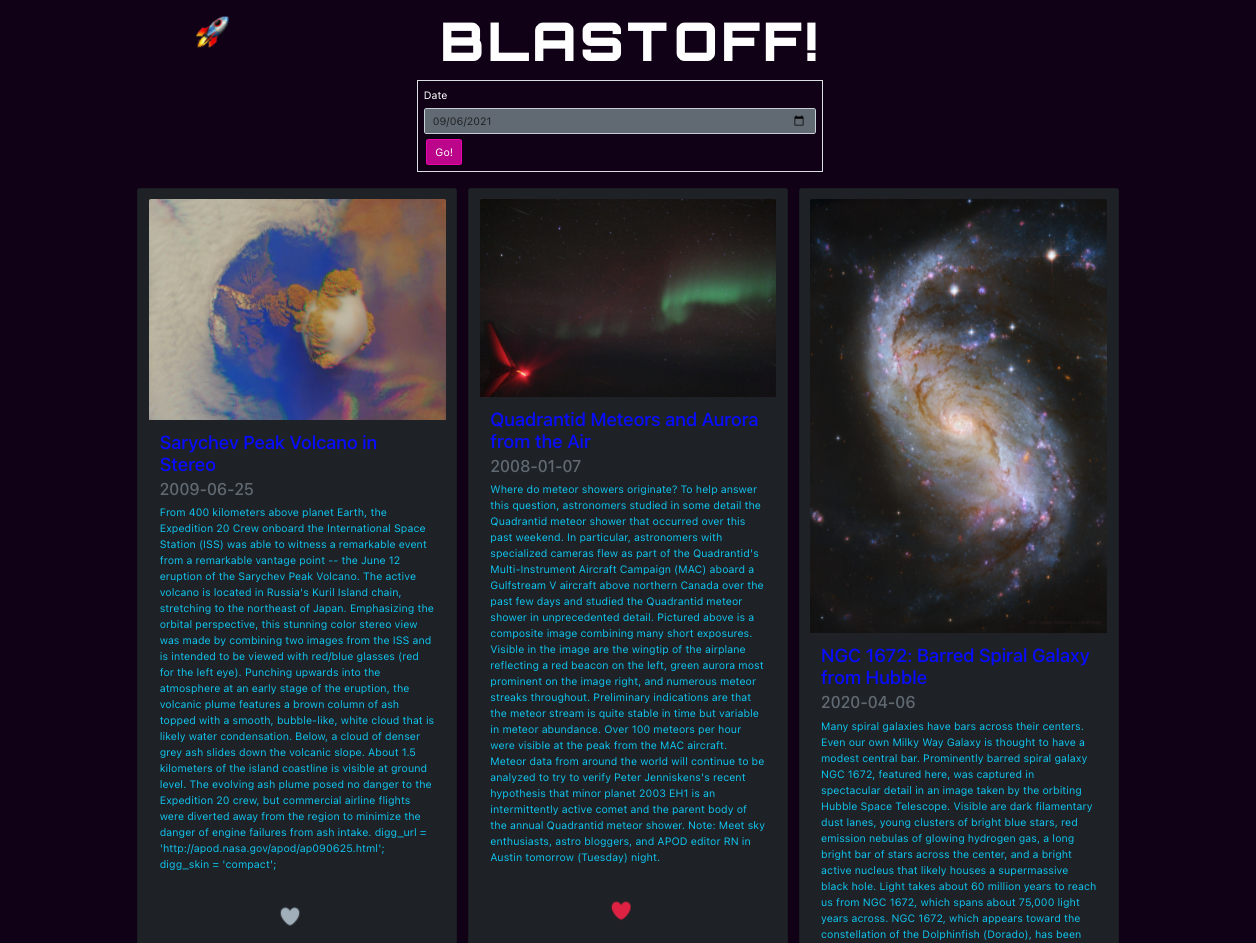 BLASTOFF!
Date
09/06/2021
Go!
Sarychev Peak Volcano in
Stereo
2009-06-25
From 400 kilometers above planet Earth, the
Expedition 20 Crew onboard the International Space
Station (ISS) was able to witness a remarkable event
from a remarkable vantage point -- the June 12
eruption of the Sarychev Peak Volcano. The active
volcano is located in Russia's Kuril Island chain,
stretching to the northeast of Japan. Emphasizing the
orbital perspective, this stunning color stereo view
was made by combining two images from the ISS and
is intended to be viewed with red/blue glasses (red
for the left eye). Punching upwards into the
atmosphere at an early stage of the eruption, the
volcanic plume features a brown column of ash
topped with a smooth, bubble-like, white cloud that is
likely water condensation. Below, a cloud of denser
grey ash slides down the volcanic slope. About 1.5
kilometers of the island coastline is visible at ground
level. The evolving ash plume posed no danger to the
Expedition 20 crew, but commercial airline flights
were diverted away from the region to minimize the
danger of engine failures from ash intake. digg_url =
'http://apod.nasa.gov/apod/ap090625.html';
digg_skin = 'compact';
Quadrantid Meteors and Aurora
from the Air
2008-01-07
Where do meteor showers originate? To help answer
this question, astronomers studied in some detail the
Quadrantid meteor shower that occurred over this
past weekend. In particular, astronomers with
specialized cameras flew as part of the Quadrantid's
Multi-Instrument Aircraft Campaign (MAC) aboard a
Gulfstream V aircraft above northern Canada over the
past few days and studied the Quadrantid meteor
shower in unprecedented detail. Pictured above is a
composite image combining many short exposures.
Visible in the image are the wingtip of the airplane
reflecting a red beacon on the left, green aurora most
prominent on the image right, and numerous meteor
streaks throughout. Preliminary indications are that
the meteor stream is quite stable in time but variable
in meteor abundance. Over 100 meteors per hour
were visible at the peak from the MAC aircraft.
Meteor data from around the world will continue to be
analyzed to try to verify Peter Jenniskens's recent
hypothesis that minor planet 2003 EH1 is an
intermittently active comet and the parent body of
the annual Quadrantid meteor shower. Note: Meet sky
enthusiasts, astro bloggers, and APOD editor RN in
Austin tomorrow (Tuesday) night.
NGC 1672: Barred Spiral Galaxy
from Hubble
2020-04-06
Many spiral galaxies have bars across their centers.
Even our own Milky Way Galaxy is thought to have a
modest central bar. Prominently barred spiral galaxy
NGC 1672, featured here, was captured in
spectacular detail in an image taken by the orbiting
Hubble Space Telescope. Visible are dark filamentary
dust lanes, young clusters of bright blue stars, red
emission nebulas of glowing hydrogen gas, a long
bright bar of stars across the center, and a bright
active nucleus that likely houses a supermassive
black hole. Light takes about 60 million years to reach
us from NGC 1672, which spans about 75,000 light
years across. NGC 1672, which appears toward the
constellation of the Dolphinfish (Dorado), has been